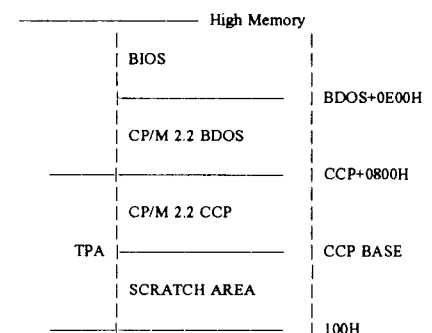 High Memory
BIOS
BDOS+0E00H
CP/M 2.2 BDOS
CCP+0800H
CP/M 2.2 CCP
TPA
CCP BASE
SCRATCH AREA
100H